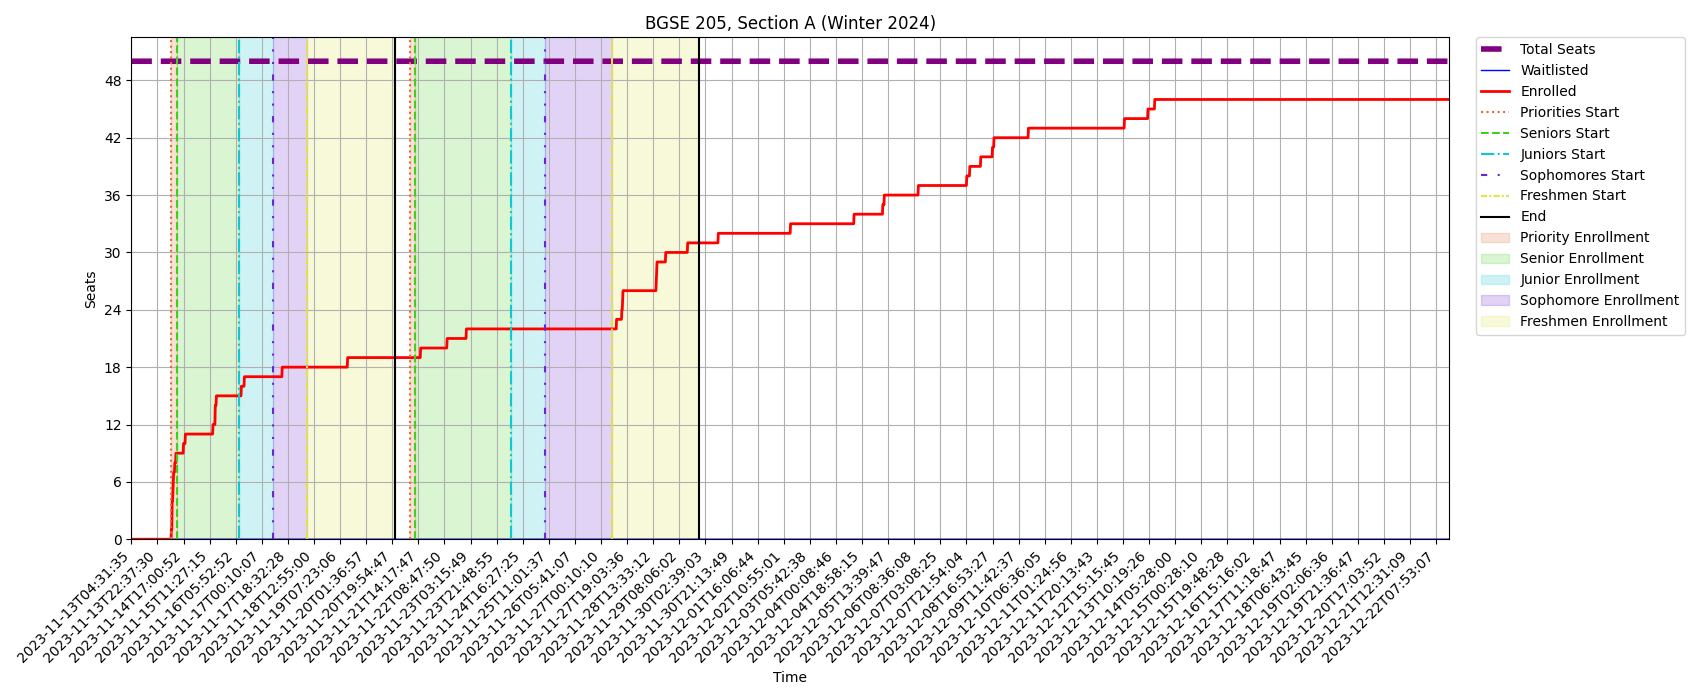 BGSE 205, Section A (Winter 2024)
Seats
48
42
36
30
24
18
12
6
0
2023-11-13T04:31:35
2023-11-13T22:37:30
2023-11-14T17:00:52
2023-11-15T11:27:15
2023-11-16T05:52:52
2023-11-17T00:10:07
2023-11-17T18:32:28
2023-11-18T12:55:00
2023-11-19T07:23:06
2023-11-20T01:36:57
2023-11-20T19:54:47
2023-11-21T14:17:47
2023-11-22T08:47:50
2023-11-23T03:15:49
2023-11-23T21:48:55
2023-11-24T16:27:25
2023-11-25T11:01:37
2023-11-26T05:41:07
2023-11-27T00:10:10
2023-11-27T19:03:36
2023-11-28T13:33:12
2023-11-29T08:06:02
2023-11-30T02:39:03
2023-11-30T21:13:49
2023-12-01T16:06:44
2023-12-02T10:55:01
2023-12-03T05:42:38
2023-12-04T00:08:46
2023-12-04T18:58:15
2023-12-05T13:39:47
2023-12-06T08:36:08
2023-12-07T03:08:25
2023-12-07T21:54:04
2023-12-08T16:53:27
2023-12-09T11:42:37
2023-12-10T06:36:05
2023-12-11T01:24:56
2023-12-11T20:13:43
2023-12-12T15:15:45
2023-12-13T10:19:26
2023-12-14T05:28:00
2023-12-15T00:28:10
2023-12-15T19:48:28
2023-12-16T15:16:02
2023-12-17T11:18:47
2023-12-18T06:43:45
2023-12-19T02:06:36
2023-12-19T21:36:47
2023-12-20T17:03:52
2023-12-21T12:31:09
2023-12-22T07:53:07
Time
Total Seats
Waitlisted
Enrolled
Priorities Start
Seniors Start
Juniors Start
Sophomores Start
Freshmen Start
End
Priority Enrollment
Senior Enrollment
Junior Enrollment
Sophomore Enrollment
Freshmen Enrollment